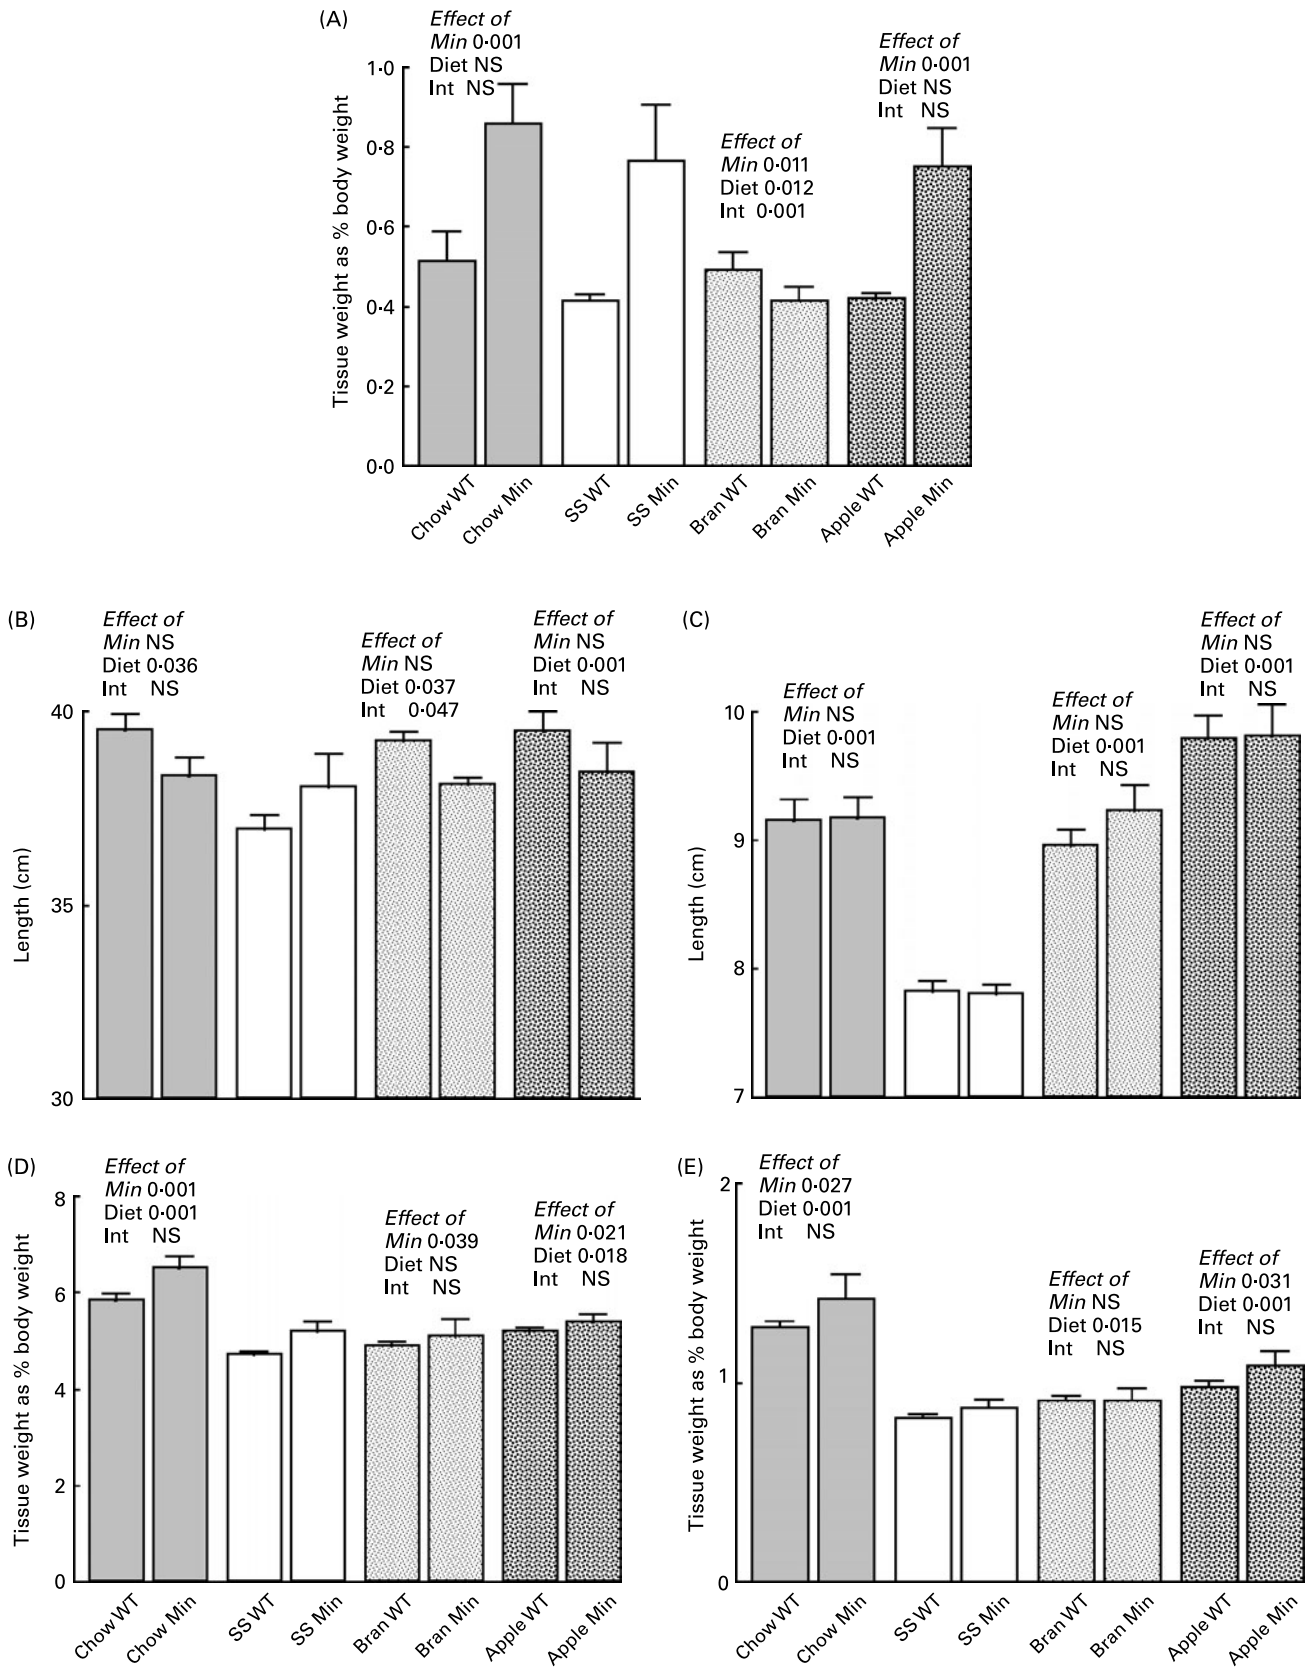 (A)
Effect of
Min 0·001
Diet NS
Int NS
Effect of
Min 0·011
Diet 0·012
Int 0·001
Effect of
Min 0·001
Diet NS
Int NS
Tissue weight as % body weight
1·0
0·8
0·6
0·4
0·2
0·0
Chow WT
Chow Min
SS WT
SS Min
Bran WT
Bran Min
Apple WT
Apple Min
(B)
Effect of
Min NS
Diet 0·036
Int NS
Effect of
Min NS
Diet 0·037
Int 0·047
Effect of
Min NS
Diet 0·001
Int NS
Length (cm)
40
35
30
(C)
Effect of
Min NS
Diet 0·001
Int NS
Effect of
Min NS
Diet 0·001
Int NS
Effect of
Min NS
Diet 0·001
Int NS
Length (cm)
10
9
8
7
(D)
Effect of
Min 0·001
Diet 0·001
Int NS
Effect of
Min 0·039
Diet NS
Int NS
Effect of
Min 0·021
Diet 0·018
Int NS
Tissue weight as % body weight
8
6
4
2
0
Chow WT
Chow Min
SS WT
SS Min
Bran WT
Bran Min
Apple WT
Apple Min
(E)
Effect of
Min 0·027
Diet 0·001
Int NS
Effect of
Min NS
Diet 0·015
Int NS
Effect of
Min 0·031
Diet 0·001
Int NS
Tissue weight as % body weight
2
1
0
Chow WT
Chow Min
SS WT
SS Min
Bran WT
Bran Min
Apple WT
Apple Min